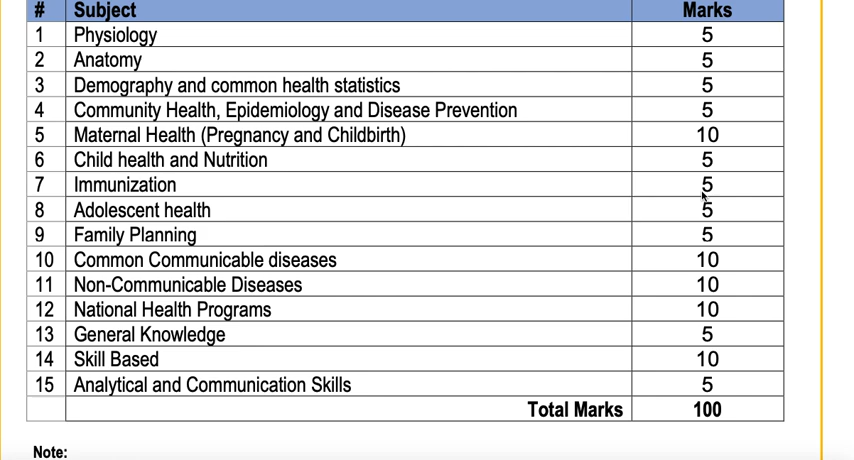 # Subject Marks
1 Physiology 5
2 Anatomy 5
3 Demography and common health statistics 5
4 Community Health, Epidemiology and Disease Prevention 5
5 Maternal Health (Pregnancy and Childbirth) 10
6 Child health and Nutrition 5
7 Immunization 5
8 Adolescent health 5
9 Family Planning 5
10 Common Communicable diseases 10
11 Non-Communicable Diseases 10
12 National Health Programs 10
13 General Knowledge 5
14 Skill Based 10
15 Analytical and Communication Skills 5
Total Marks 100
Note: